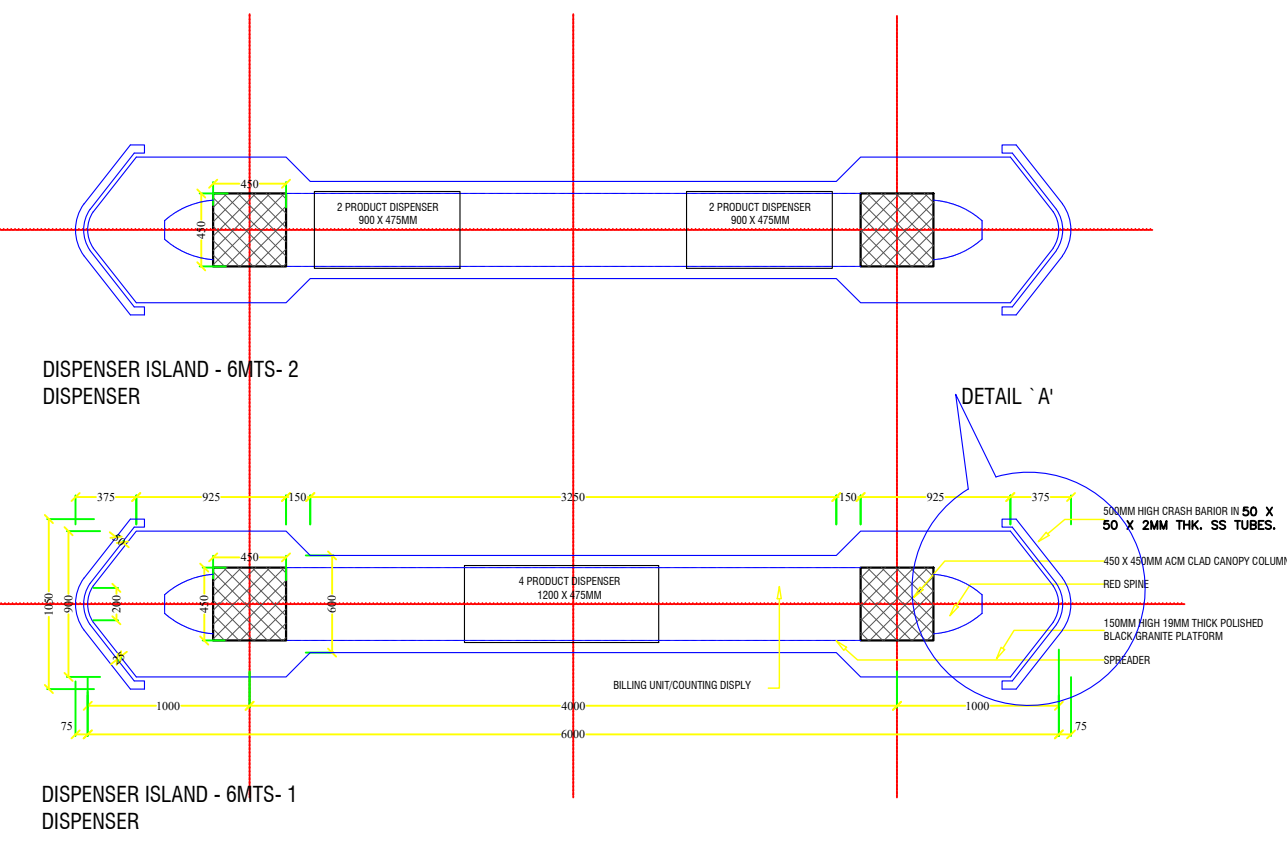 450
450
2 PRODUCT DISPENSER
900 X 475MM
2 PRODUCT DISPENSER
900 X 475MM
DISPENSER ISLAND - 6MTS- 2
DISPENSER
DETAIL `A'
375
925
150
3250
150
925
375
500MM HIGH CRASH BARIOR IN 50 X
50 X 2MM THK. SS TUBES.
50
450
4 PRODUCT DISPENSER
1200 X 475MM
450 X 450MM ACM CLAD CANOPY COLUMN
RED SPINE
1050
900
200
450
600
150MM HIGH 19MM THICK POLISHED
BLACK GRANITE PLATFORM
25
SPREADER
BILLING UNIT/COUNTING DISPLY
1000
4000
1000
75
6000
75
DISPENSER ISLAND - 6MTS- 1
DISPENSER